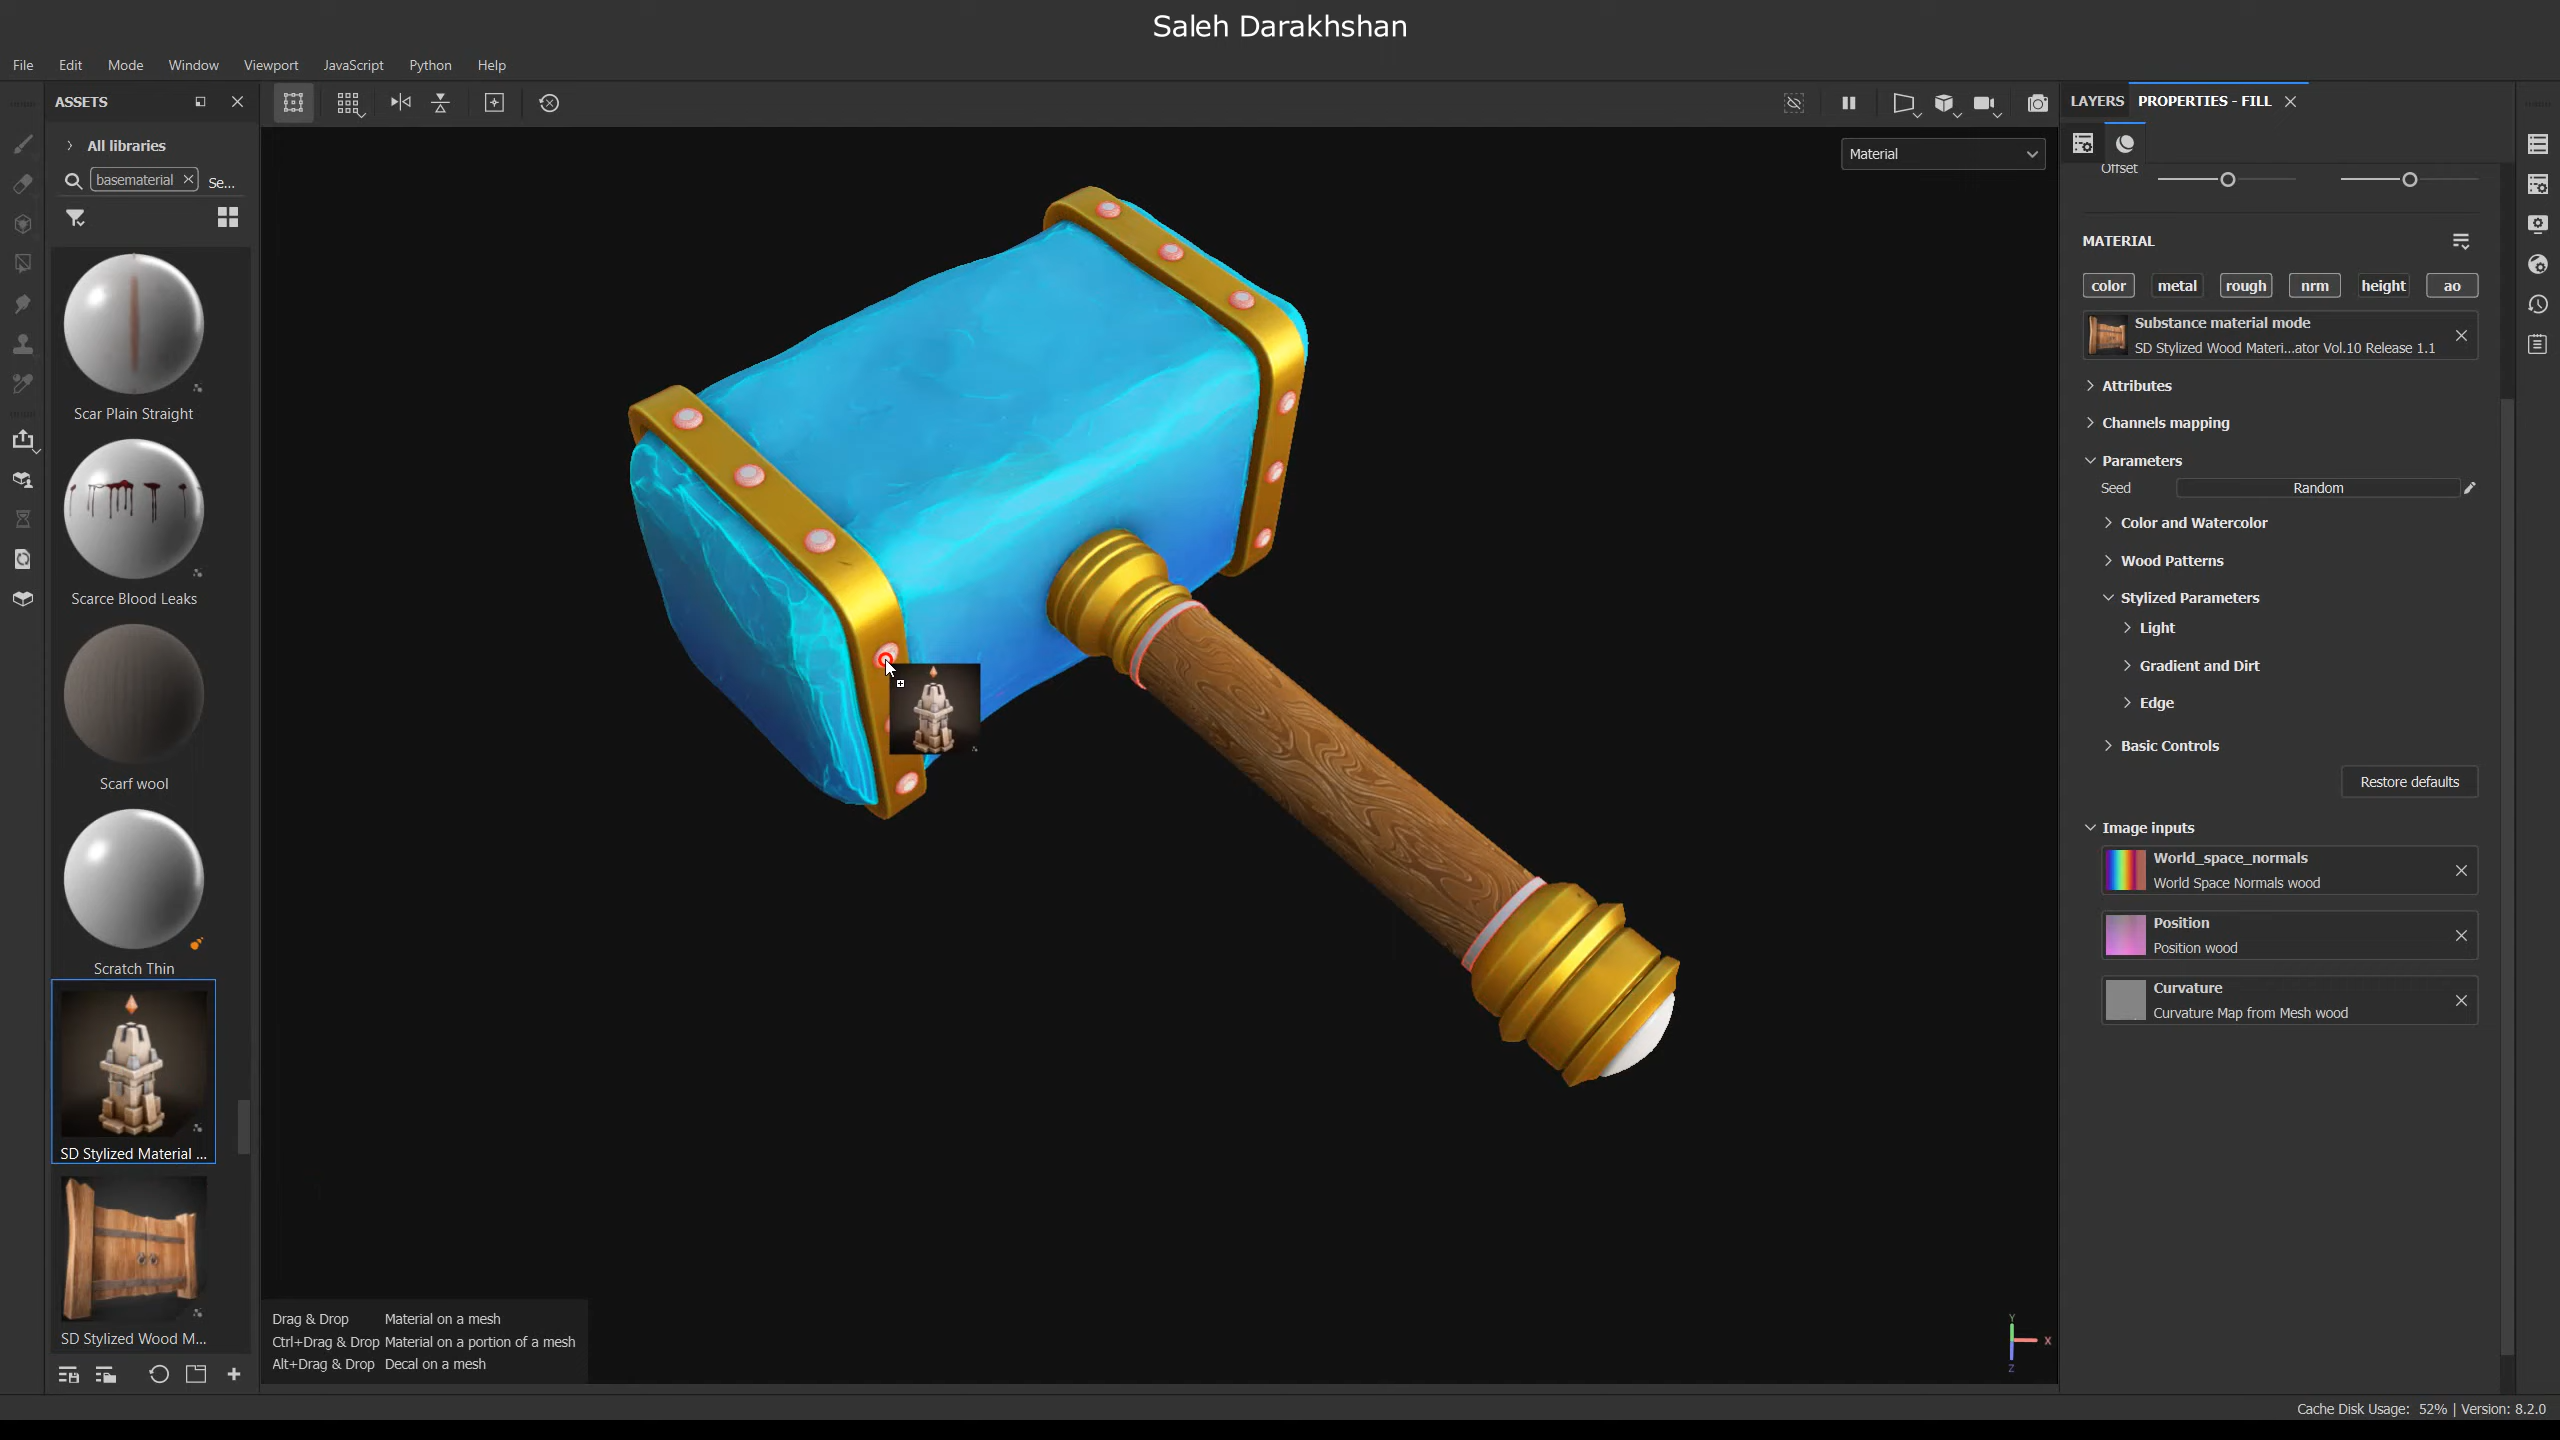 Saleh Darakhshan
File Edit Mode Window Viewport JavaScript Python Help
ASSETS
All libraries
basematerial
Se...
Scar Plain Straight
Scarce Blood Leaks
Scarf wool
Scratch Thin
SD Stylized Material ...
SD Stylized Wood M...
Material
Drag & Drop Material on a mesh
Ctrl+Drag & Drop Material on a portion of a mesh
Alt+Drag & Drop Decal on a mesh
Y
X
Z
LAYERS PROPERTIES - FILL
Offset
MATERIAL
color metal rough nrm height ao
Substance material mode
SD Stylized Wood Materi...ator Vol.10 Release 1.1
Attributes
Channels mapping
Parameters
Seed Random
Color and Watercolor
Wood Patterns
Stylized Parameters
Light
Gradient and Dirt
Edge
Basic Controls
Restore defaults
Image inputs
World_space_normals
World Space Normals wood
Position
Position wood
Curvature
Curvature Map from Mesh wood
Cache Disk Usage: 52% | Version: 8.2.0